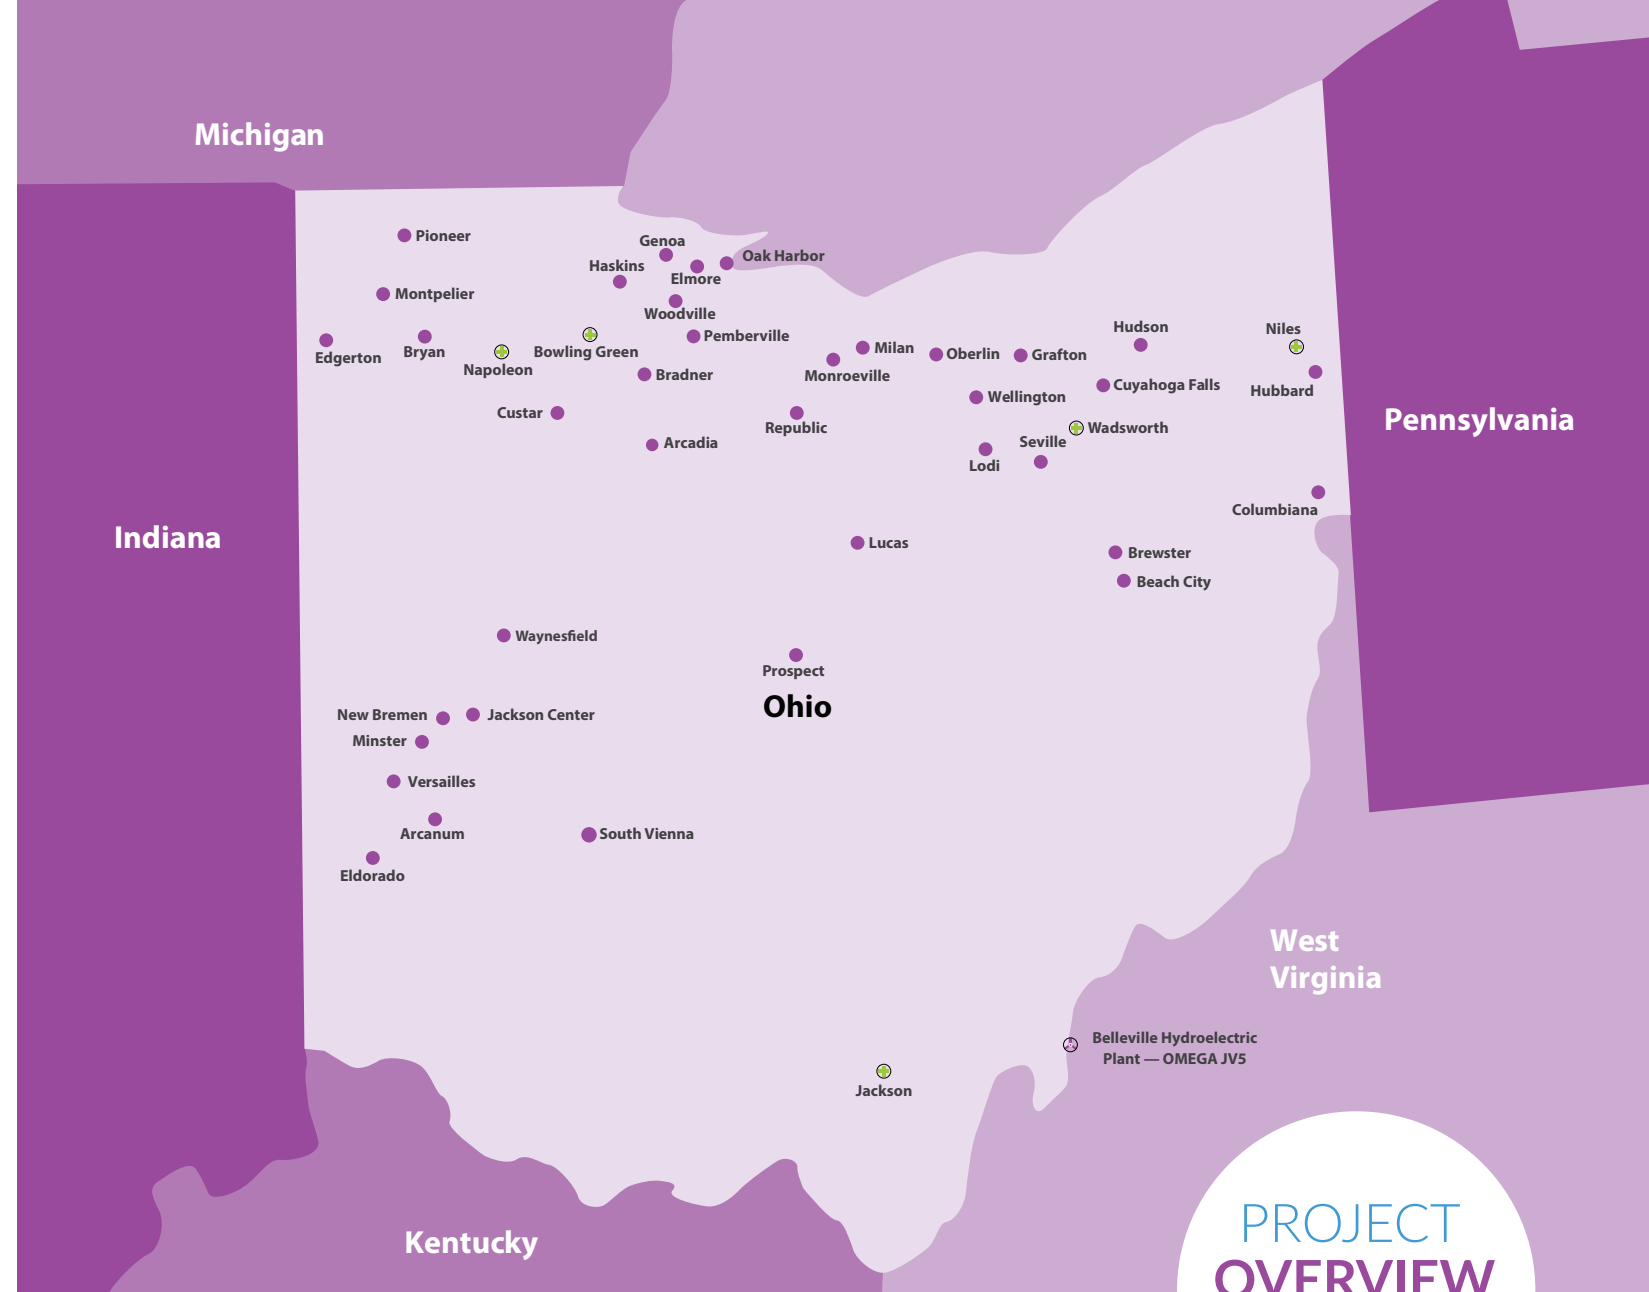 Michigan
Pioneer
Genoa
Oak Harbor
Haskins
Elmore
Montpelier
Woodville
Hudson
Niles
Pemberville
Edgerton
Bryan
Napoleon
Bowling Green
Milan
Oberlin
Grafton
Bradner
Monroeville
Cuyahoga Falls
Hubbard
Wellington
Custar
Republic
Wadsworth
Pennsylvania
Arcadia
Seville
Lodi
Columbiana
Indiana
Lucas
Brewster
Beach City
Waynesfield
Prospect
Ohio
New Bremen
Jackson Center
Minster
Versailles
Arcanum
South Vienna
Eldorado
West
Virginia
Belleville Hydroelectric
Plant — OMEGA JV5
Jackson
Kentucky
PROJECT
OVERVIEW